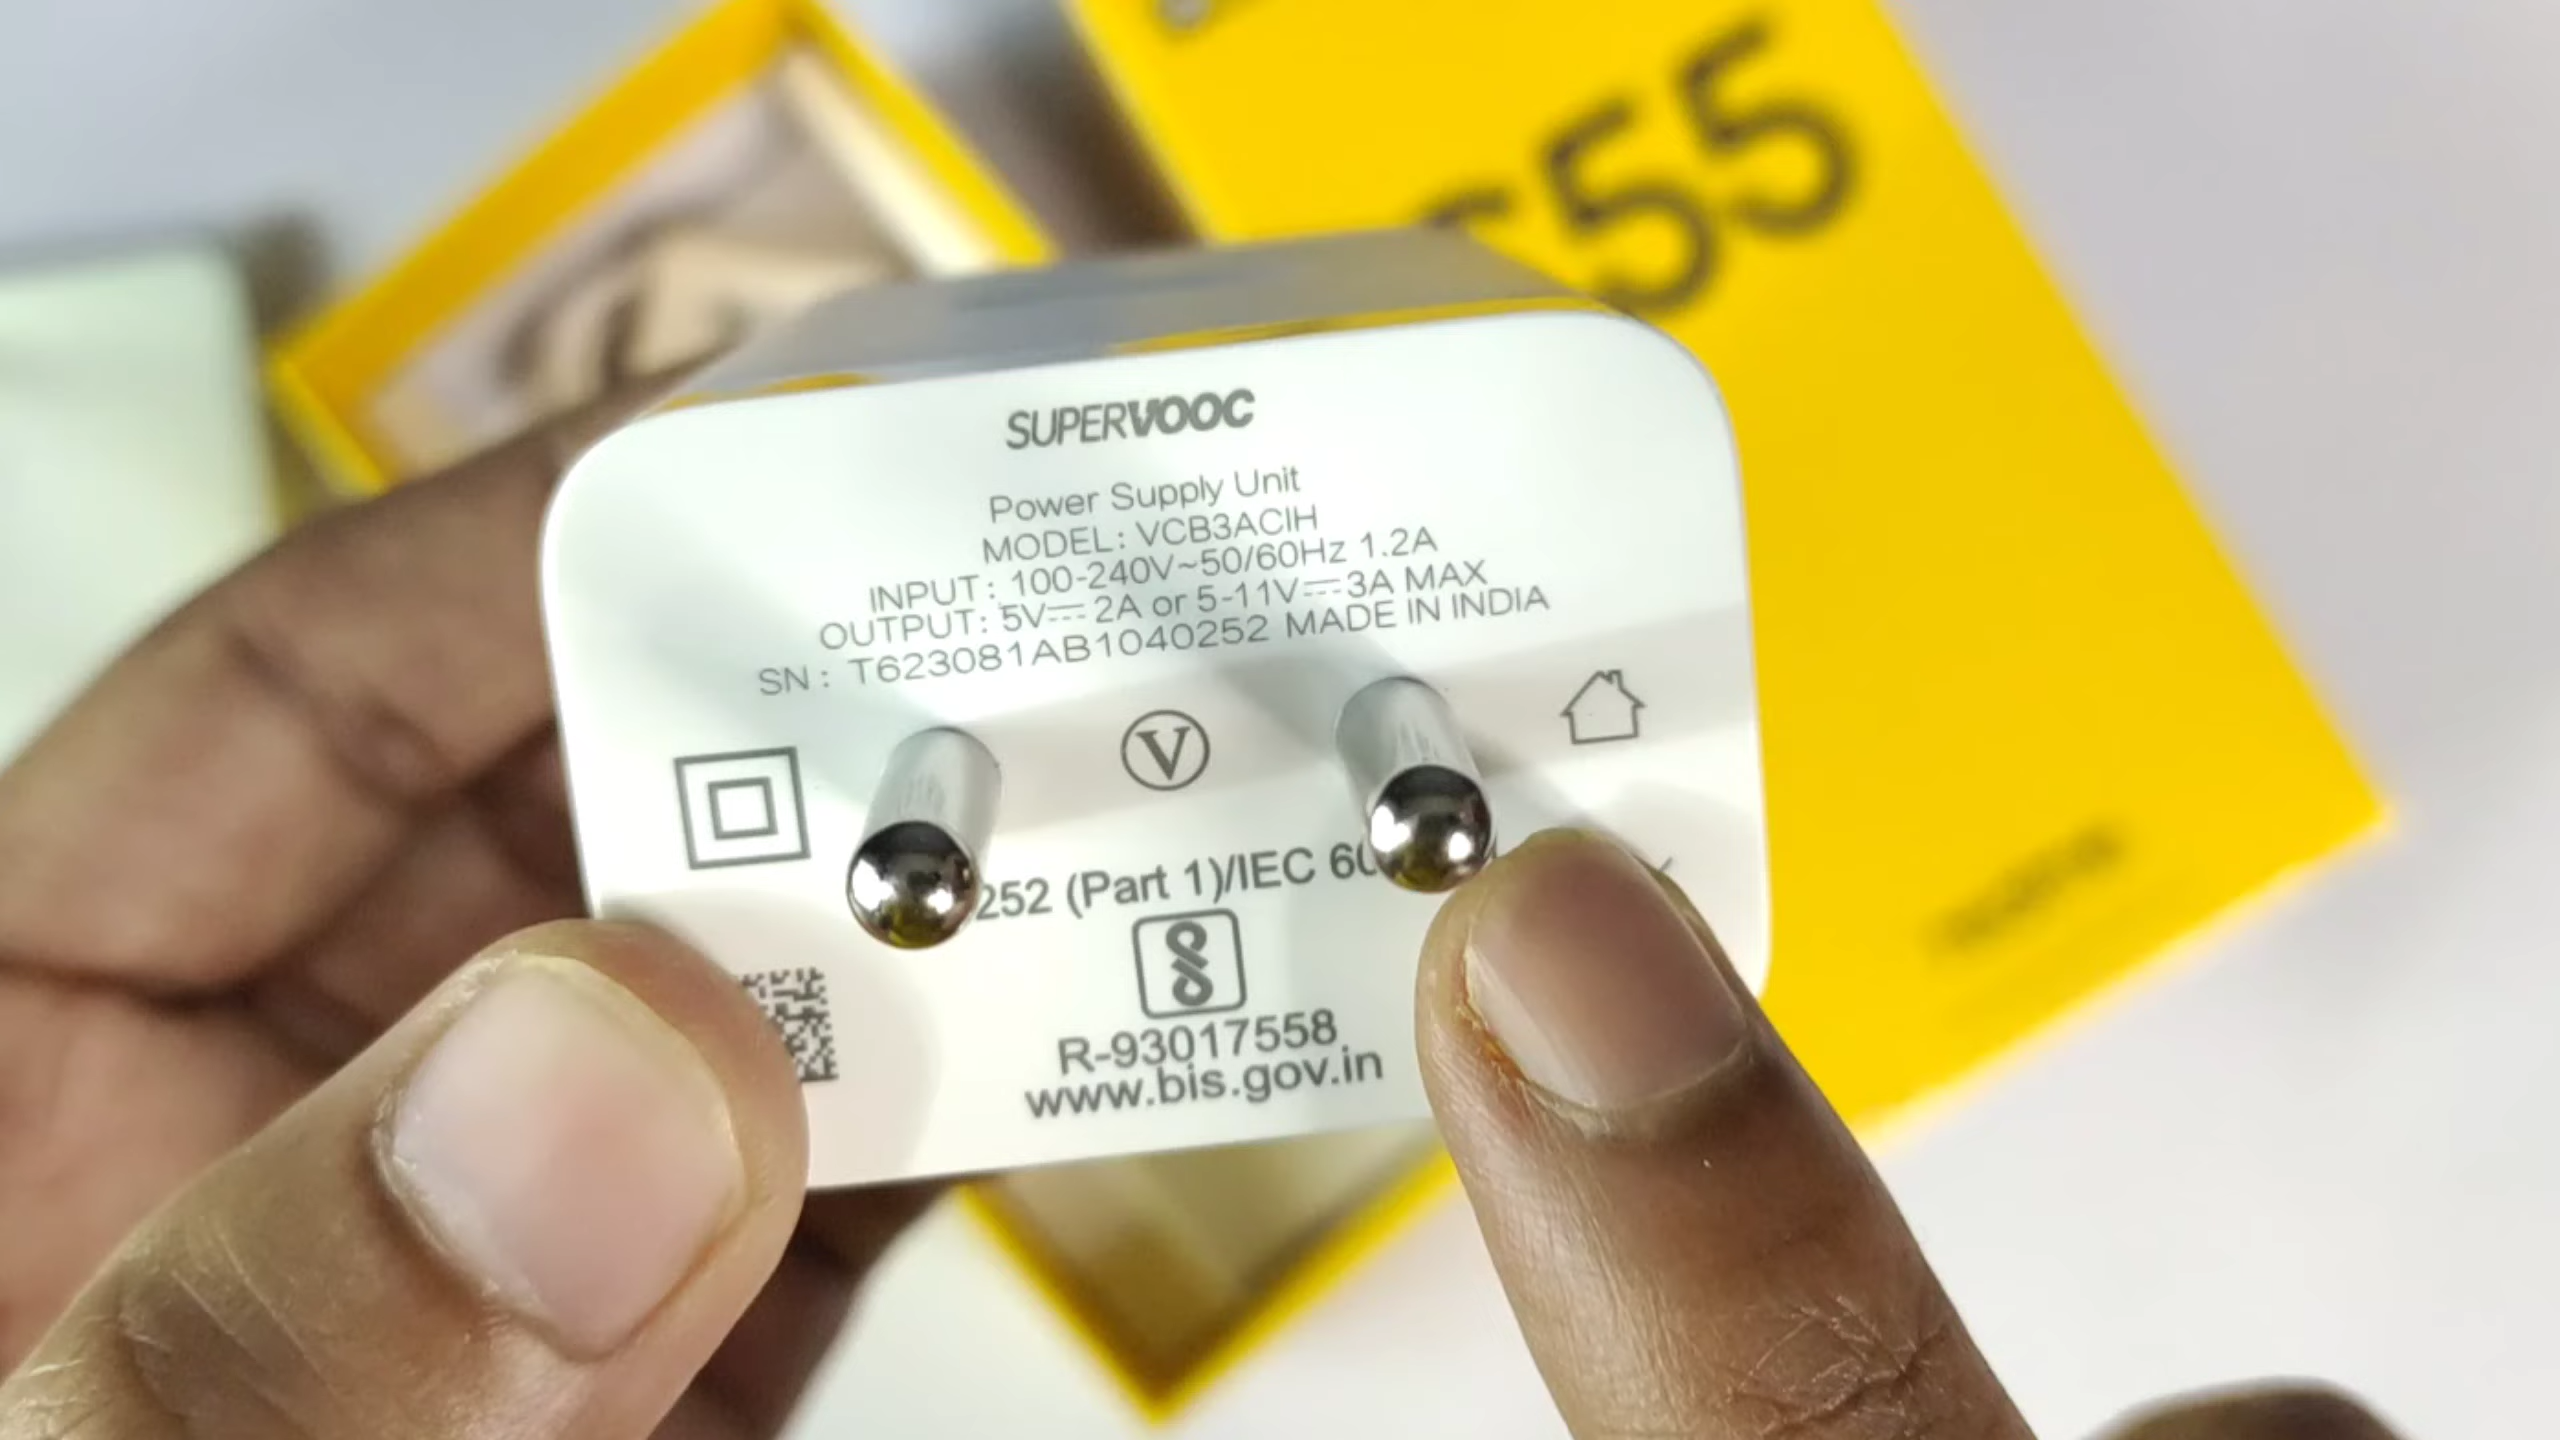 55
SUPERVOOC
Power Supply Unit
MODEL: VCB3ACIH
INPUT: 100-240V~50/60Hz 1.2A
OUTPUT: 5V⎓2A or 5-11V⎓3A MAX
SN: T623081AB1040252 MADE IN INDIA
V
252 (Part 1)/IEC
R-93017558
www.bis.gov.in